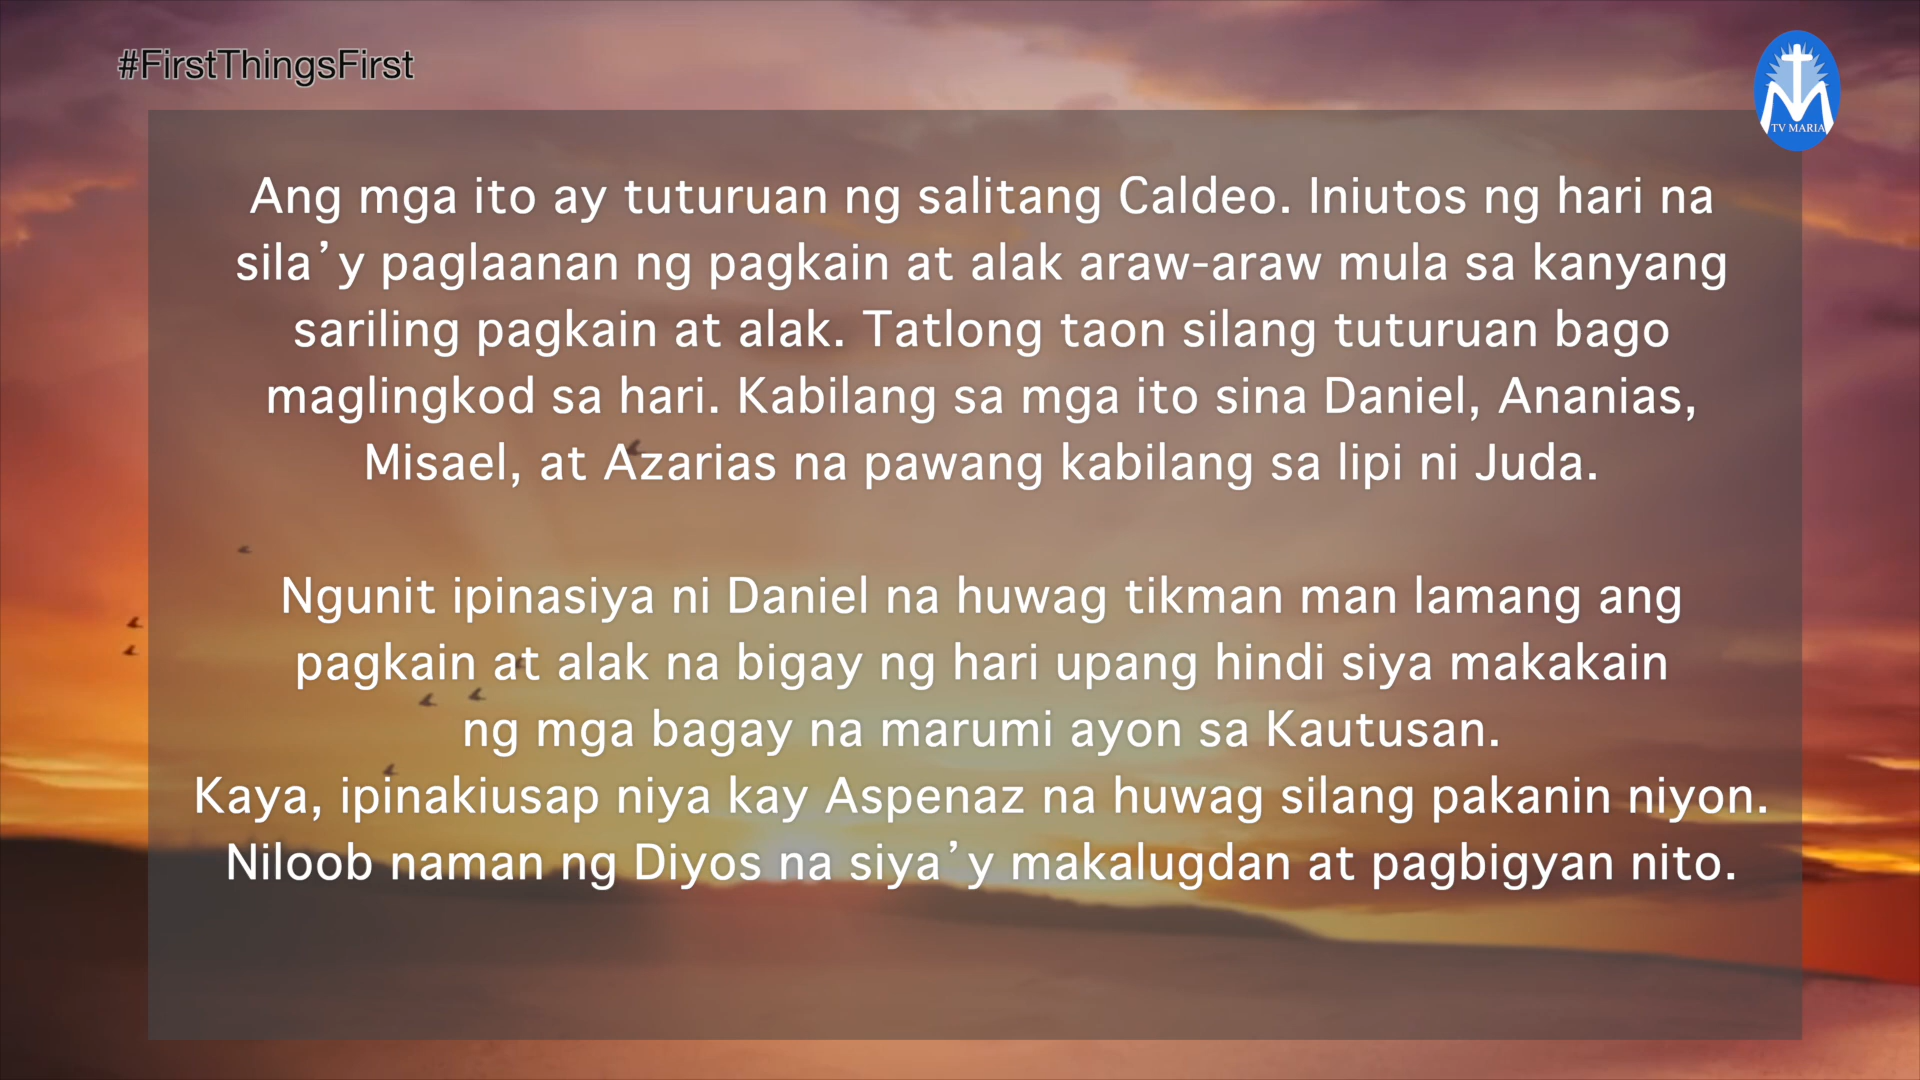 #FirstThingsFirst
TV MARIA
Ang mga ito ay tuturuan ng salitang Caldeo. Iniutos ng hari na
sila’y paglaanan ng pagkain at alak araw-araw mula sa kanyang
sariling pagkain at alak. Tatlong taon silang tuturuan bago
maglingkod sa hari. Kabilang sa mga ito sina Daniel, Ananias,
Misael, at Azarias na pawang kabilang sa lipi ni Juda.
Ngunit ipinasiya ni Daniel na huwag tikman man lamang ang
pagkain at alak na bigay ng hari upang hindi siya makakain
ng mga bagay na marumi ayon sa Kautusan.
Kaya, ipinakiusap niya kay Aspenaz na huwag silang pakanin niyon.
Niloob naman ng Diyos na siya’y makalugdan at pagbigyan nito.